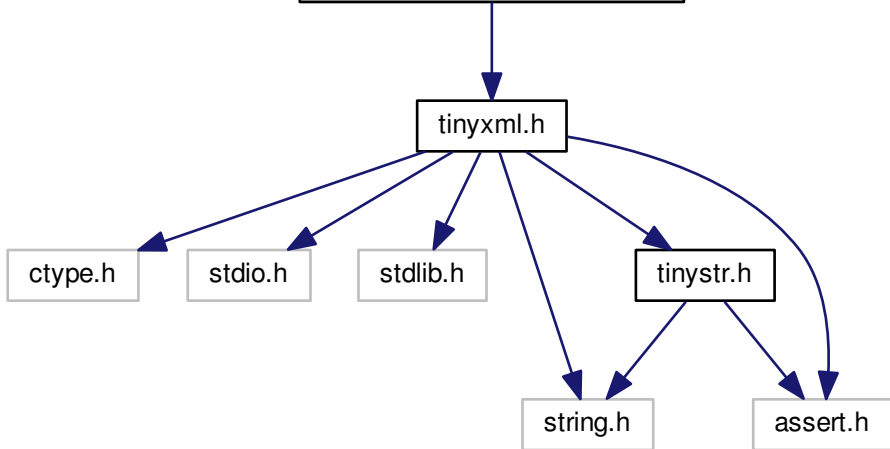 tinyxml.h
ctype.h
stdio.h
stdlib.h
tinystr.h
string.h
assert.h